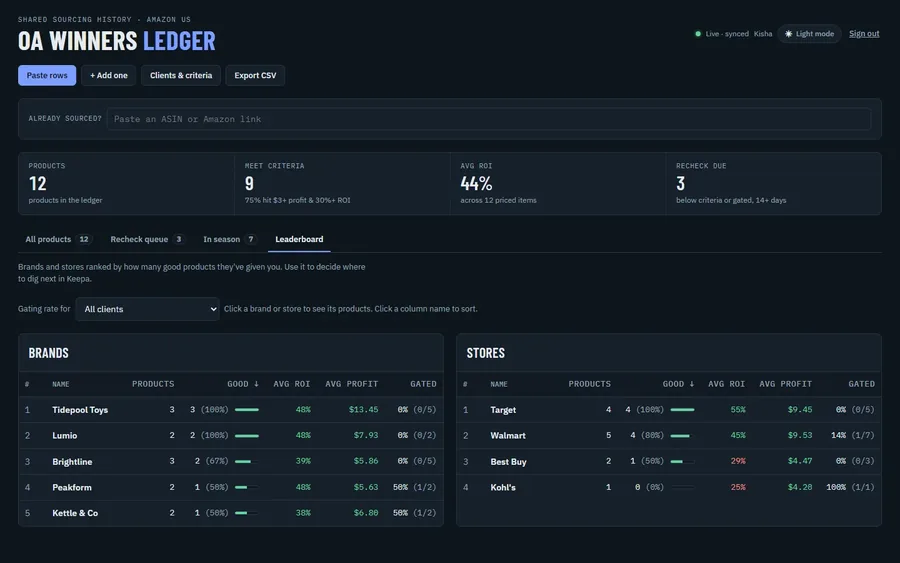 SHARED SOURCING HISTORY · AMAZON US
OA WINNERS LEDGER
Live · synced Kisha ☀ Light mode Sign out
Paste rows + Add one Clients & criteria Export CSV
ALREADY SOURCED? Paste an ASIN or Amazon link
PRODUCTS
12
products in the ledger
MEET CRITERIA
9
75% hit $3+ profit & 30%+ ROI
AVG ROI
44%
across 12 priced items
RECHECK DUE
3
below criteria or gated, 14+ days
All products 12 Recheck queue 3 In season 7 Leaderboard
Brands and stores ranked by how many good products they've given you. Use it to decide where
to dig next in Keepa.
Gating rate for All clients Click a brand or store to see its products. Click a column name to sort.
BRANDS
# NAME PRODUCTS GOOD ↓ AVG ROI AVG PROFIT GATED
1 Tidepool Toys 3 3 (100%) 48% $13.45 0% (0/5)
2 Lumio 2 2 (100%) 48% $7.93 0% (0/2)
3 Brightline 3 2 (67%) 39% $5.86 0% (0/5)
4 Peakform 2 1 (50%) 48% $5.63 50% (1/2)
5 Kettle & Co 2 1 (50%) 38% $6.80 50% (1/2)
STORES
# NAME PRODUCTS GOOD ↓ AVG ROI AVG PROFIT GATED
1 Target 4 4 (100%) 55% $9.45 0% (0/5)
2 Walmart 5 4 (80%) 45% $9.53 14% (1/7)
3 Best Buy 2 1 (50%) 29% $4.47 0% (0/3)
4 Kohl's 1 0 (0%) 25% $4.20 100% (1/1)